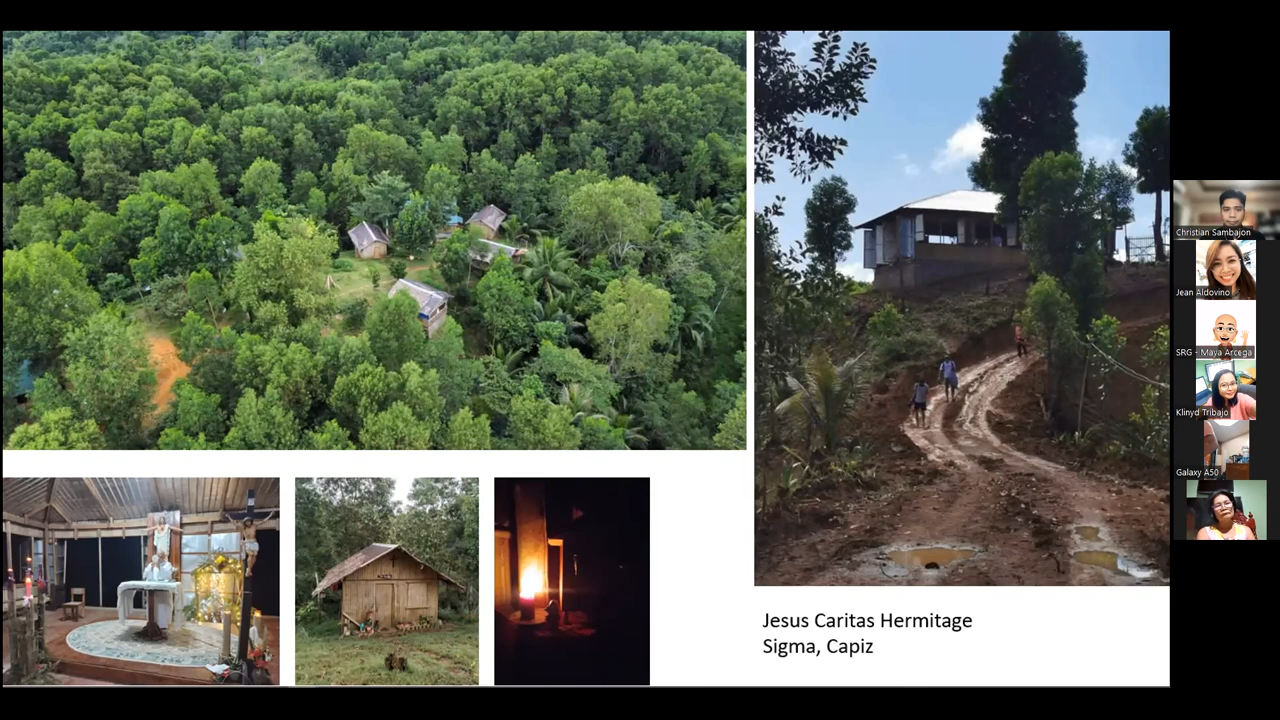 Jesus Caritas Hermitage
Sigma, Capiz
Christian Sambajon
Jean Aldovino
SRG - Maya Arcega
Klinyd Tribajo
Galaxy A50